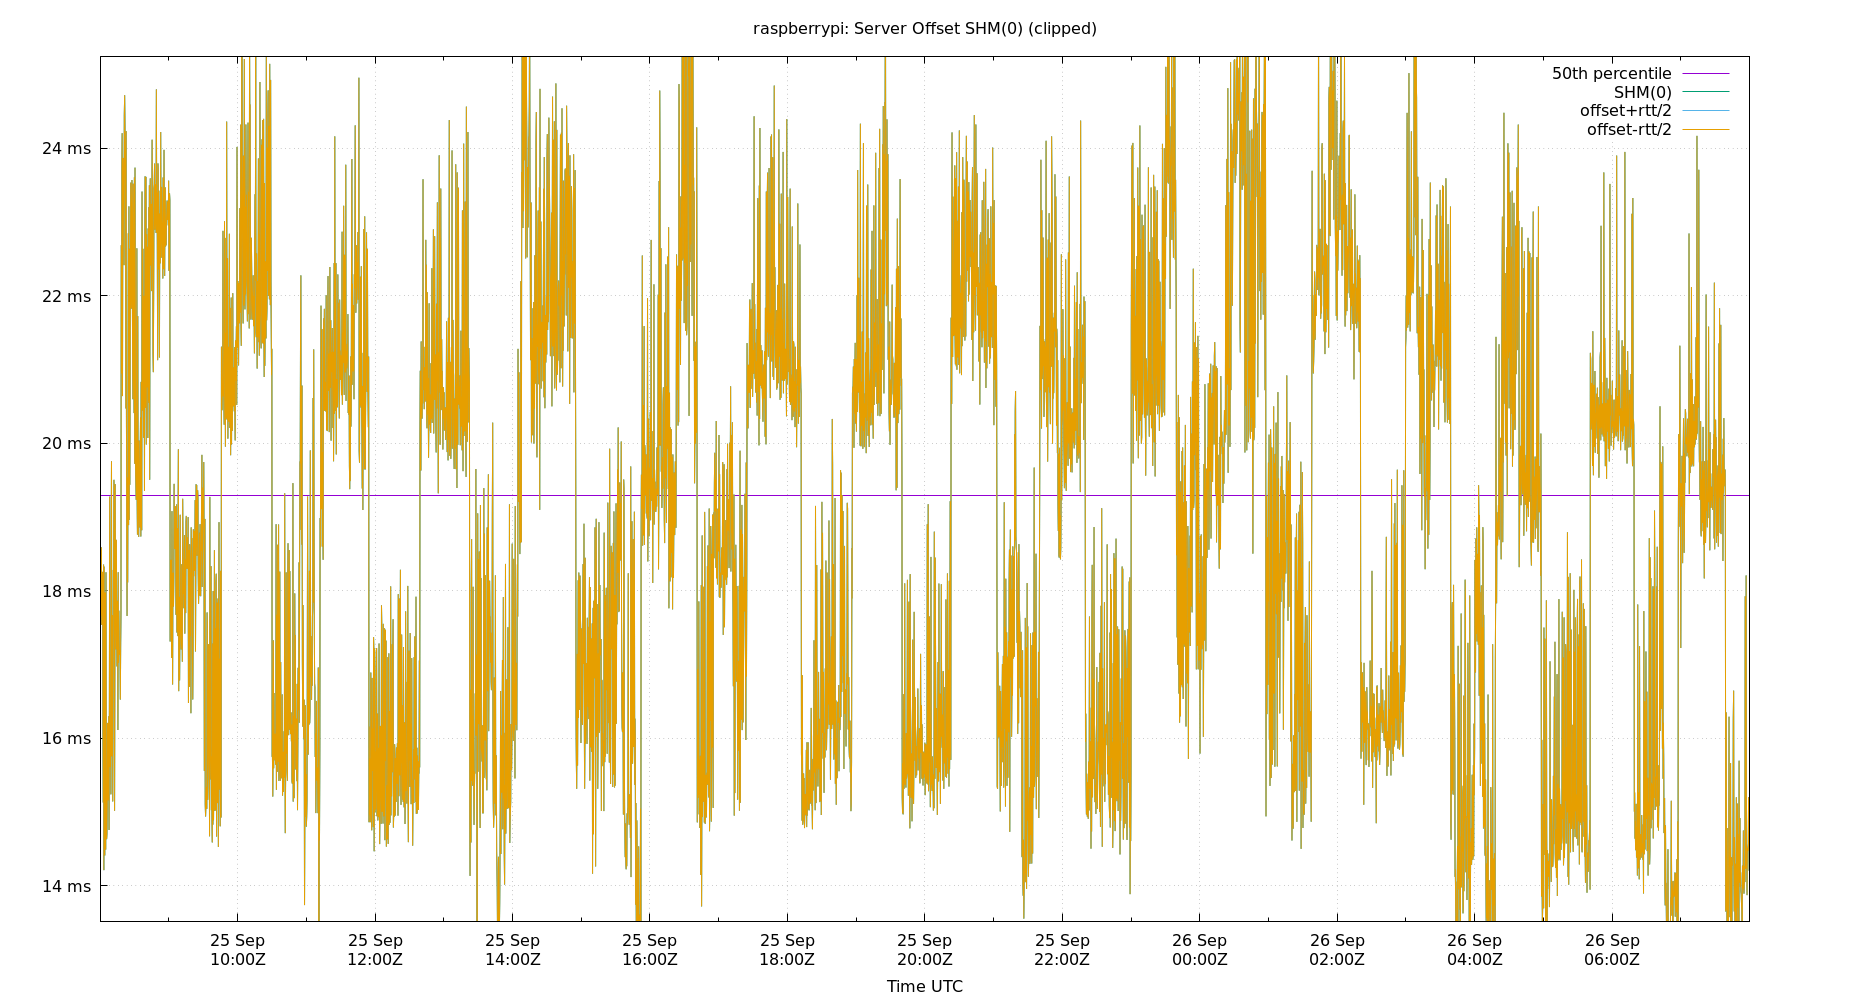 raspberrypi: Server Offset SHM(0) (clipped)
50th percentile
SHM(0)
offset+rtt/2
offset-rtt/2
24 ms
22 ms
20 ms
18 ms
16 ms
14 ms
25 Sep 25 Sep 25 Sep 25 Sep 25 Sep 25 Sep 25 Sep 26 Sep 26 Sep 26 Sep 26 Sep
10:00Z 12:00Z 14:00Z 16:00Z 18:00Z 20:00Z 22:00Z 00:00Z 02:00Z 04:00Z 06:00Z
Time UTC